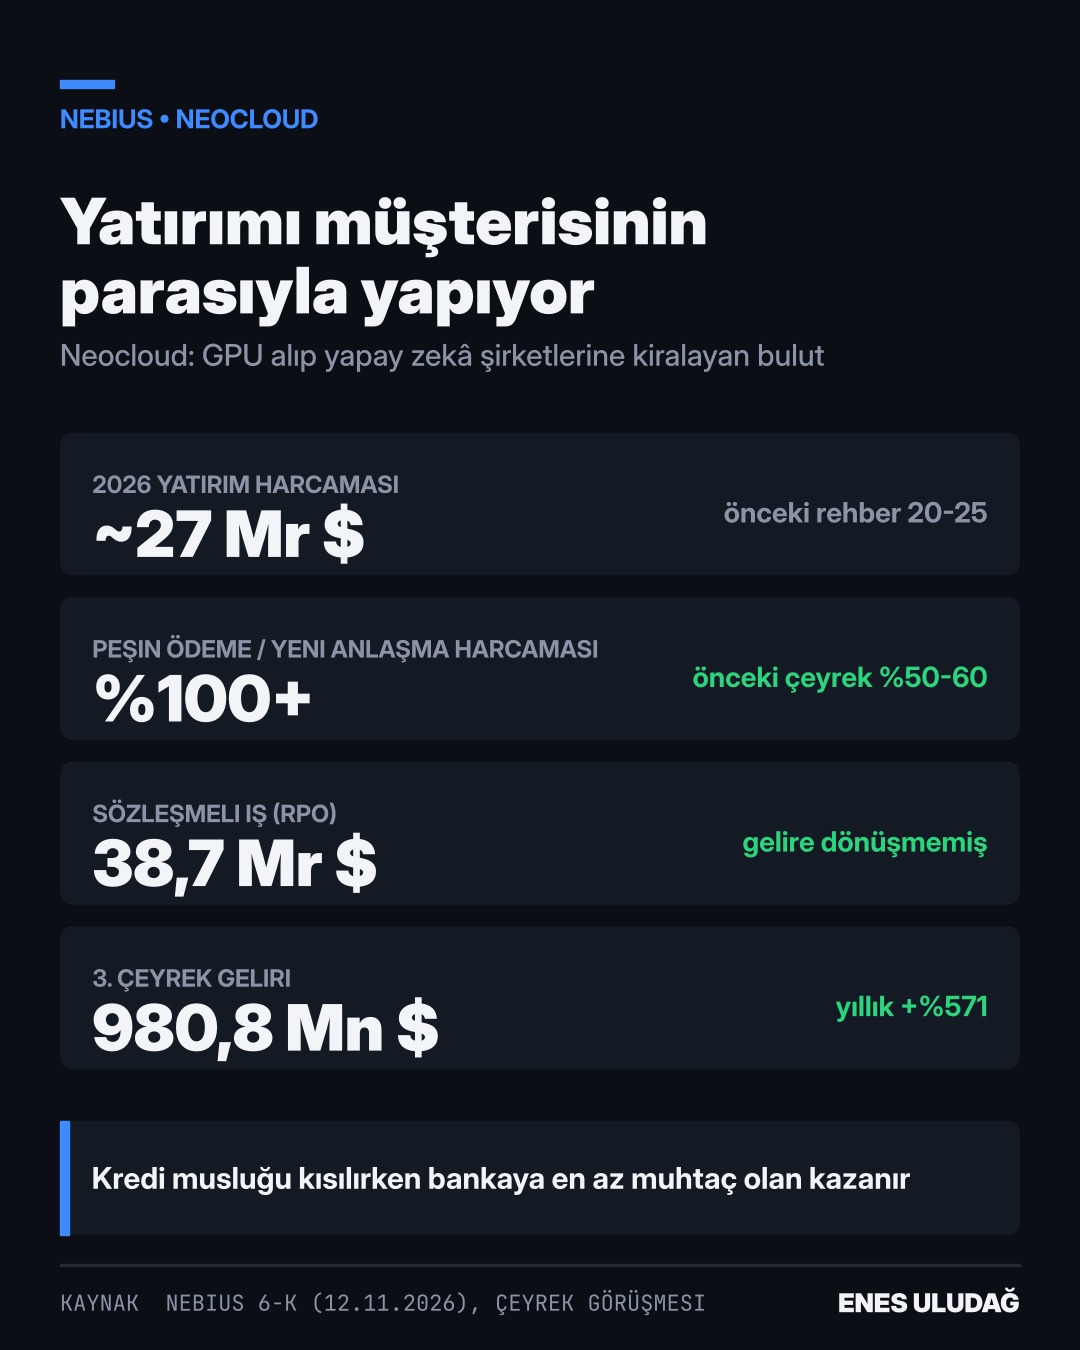 NEBIUS • NEOCLOUD
Yatırımı müşterisinin
parasıyla yapıyor
Neocloud: GPU alıp yapay zekâ şirketlerine kiralayan bulut
2026 YATIRIM HARCAMASI
~27 Mr $
önceki rehber 20-25
PEŞIN ÖDEME / YENI ANLAŞMA HARCAMASI
%100+
önceki çeyrek %50-60
SÖZLEŞMELI IŞ (RPO)
38,7 Mr $
gelire dönüşmemiş
3. ÇEYREK GELIRI
980,8 Mn $
yıllık +%571
Kredi musluğu kısılırken bankaya en az muhtaç olan kazanır
KAYNAK NEBIUS 6-K (12.11.2026), ÇEYREK GÖRÜŞMESI
ENES ULUDAĞ